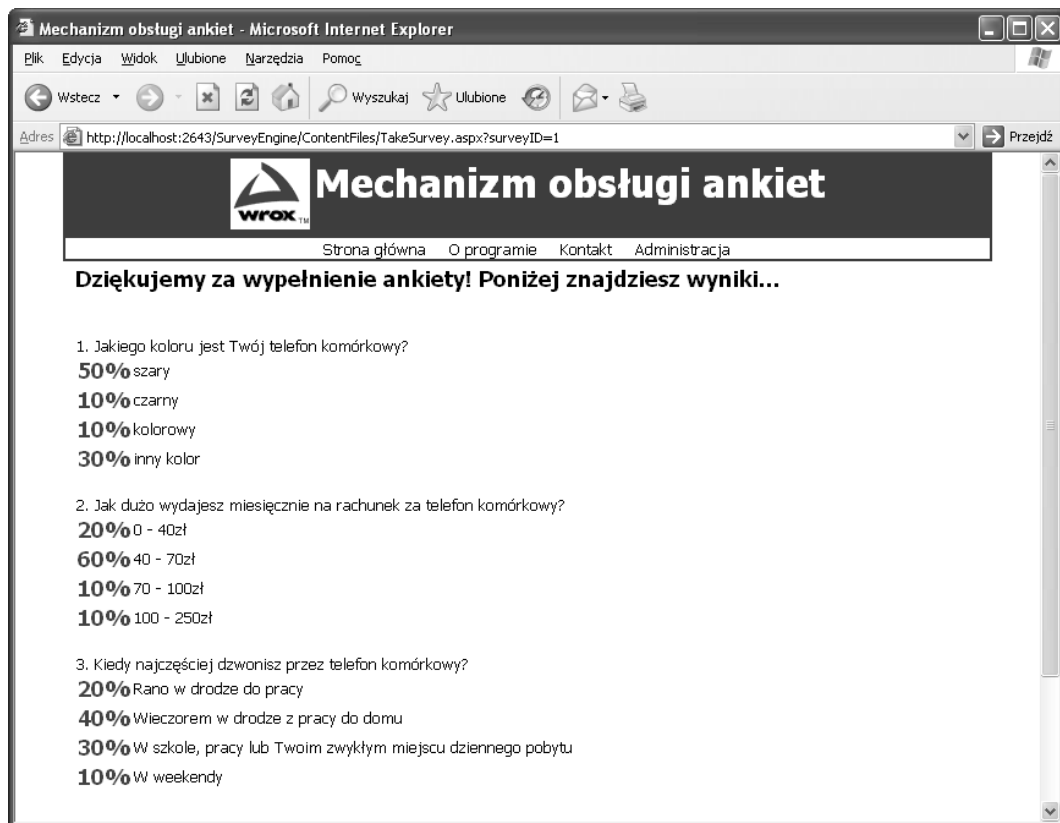 Mechanizm obsługi ankiet - Microsoft Internet Explorer
Plik Edycja Widok Ulubione Narzędzia Pomoc
Wstecz Wyszukaj Ulubione
Adres http://localhost:2643/SurveyEngine/ContentFiles/TakeSurvey.aspx?surveyID=1 Przejdź
wrox™ Mechanizm obsługi ankiet
Strona główna O programie Kontakt Administracja
Dziękujemy za wypełnienie ankiety! Poniżej znajdziesz wyniki...
1. Jakiego koloru jest Twój telefon komórkowy?
50% szary
10% czarny
10% kolorowy
30% inny kolor
2. Jak dużo wydajesz miesięcznie na rachunek za telefon komórkowy?
20% 0 - 40zł
60% 40 - 70zł
10% 70 - 100zł
10% 100 - 250zł
3. Kiedy najczęściej dzwonisz przez telefon komórkowy?
20% Rano w drodze do pracy
40% Wieczorem w drodze z pracy do domu
30% W szkole, pracy lub Twoim zwykłym miejscu dziennego pobytu
10% W weekendy